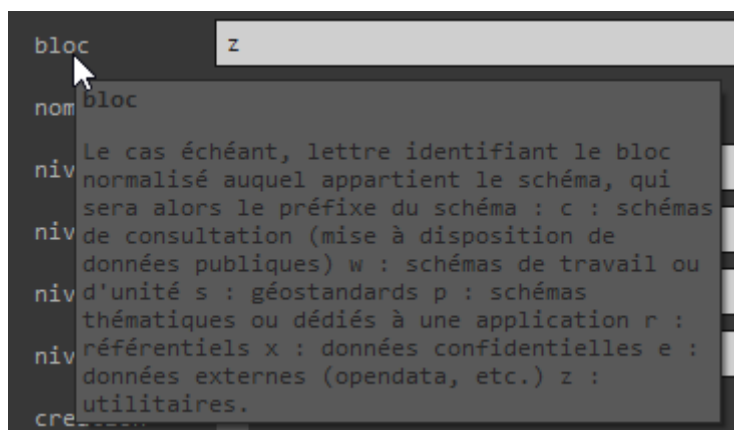 bloc z
nom
bloc
Le cas échéant, lettre identifiant le bloc
niv
normalisé auquel appartient le schéma, qui
sera alors le préfixe du schéma : c : schémas
niv
de consultation (mise à disposition de
données publiques) w : schémas de travail ou
niv
d'unité s : géostandards p : schémas
thématiques ou dédiés à une application r :
niv
référentiels x : données confidentielles e :
données externes (opendata, etc.) z :
utilitaires.